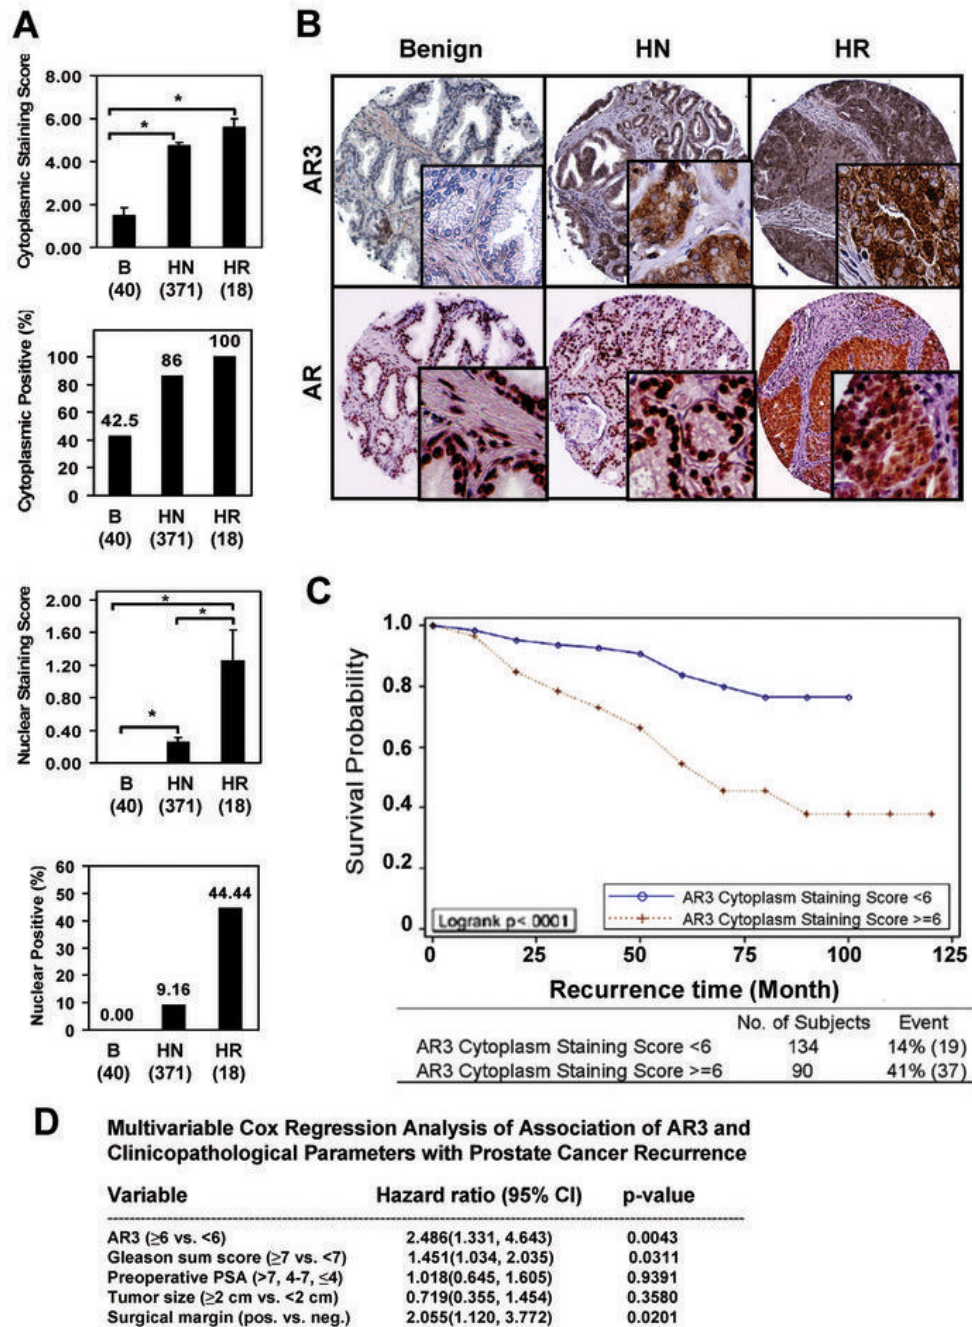 A
Cytoplasmic Staining Score
8.00
6.00
4.00
2.00
0.00
*
*
B HN HR
(40) (371) (18)
Cytoplasmic Positive (%)
100
80
60
40
20
0
42.5
86
100
B HN HR
(40) (371) (18)
Nuclear Staining Score
2.00
1.60
1.20
0.80
0.40
0.00
*
*
*
B HN HR
(40) (371) (18)
Nuclear Positive (%)
60
50
40
30
20
10
0
0.00
9.16
44.44
B HN HR
(40) (371) (18)
B
Benign HN HR
AR3
AR
C
Survival Probability
1.0
0.8
0.6
0.4
0.2
0
AR3 Cytoplasm Staining Score <6
AR3 Cytoplasm Staining Score >=6
Logrank p<.0001
0 25 50 75 100 125
Recurrence time (Month)
No. of Subjects Event
AR3 Cytoplasm Staining Score <6 134 14% (19)
AR3 Cytoplasm Staining Score >=6 90 41% (37)
D
Multivariable Cox Regression Analysis of Association of AR3 and
Clinicopathological Parameters with Prostate Cancer Recurrence
Variable Hazard ratio (95% CI) p-value
AR3 (≥6 vs. <6) 2.486(1.331, 4.643) 0.0043
Gleason sum score (≥7 vs. <7) 1.451(1.034, 2.035) 0.0311
Preoperative PSA (>7, 4-7, ≤4) 1.018(0.645, 1.605) 0.9391
Tumor size (≥2 cm vs. <2 cm) 0.719(0.355, 1.454) 0.3580
Surgical margin (pos. vs. neg.) 2.055(1.120, 3.772) 0.0201